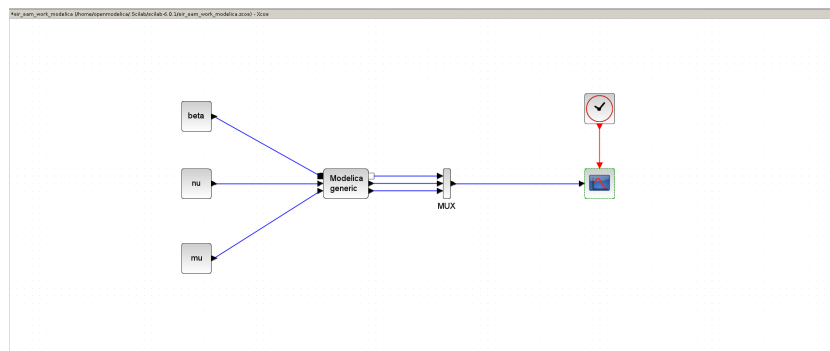 *sir_sam_work_modelica (/home/openmodelica/.Scilab/scilab-6.0.1/sir_sam_work_modelica.zcos) - Xcos
beta
nu
Modelica
generic
MUX
mu